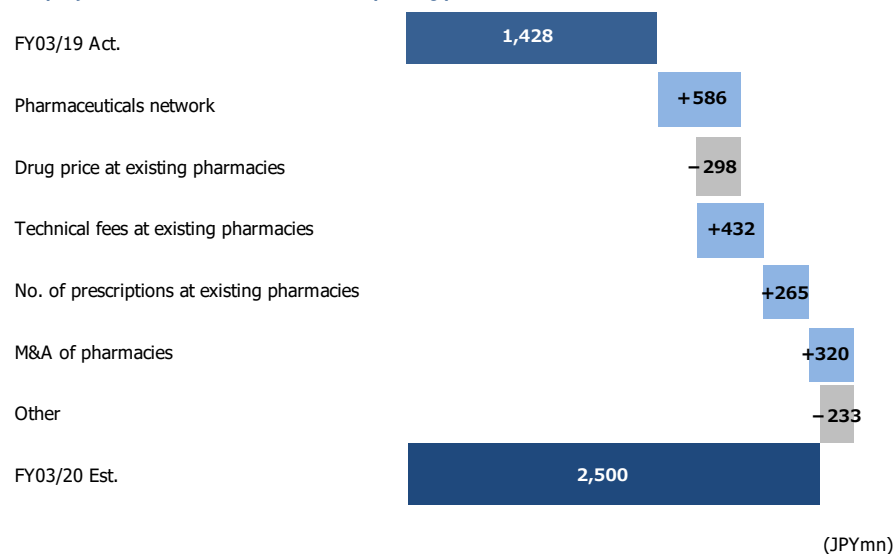 FY03/19 Act.
1,428
Pharmaceuticals network
+586
Drug price at existing pharmacies
−298
Technical fees at existing pharmacies
+432
No. of prescriptions at existing pharmacies
+265
M&A of pharmacies
+320
Other
−233
FY03/20 Est.
2,500
(JPYmn)